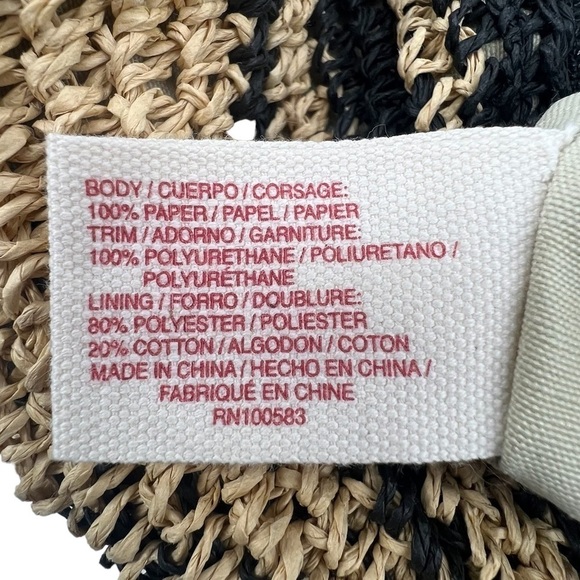 BODY / CUERPO / CORSAGE:
100% PAPER / PAPEL / PAPIER
TRIM / ADORNO / GARNITURE:
100% POLYURETHANE / POLIURETANO /
POLYURÉTHANE
LINING / FORRO / DOUBLURE:
80% POLYESTER / POLIESTER
20% COTTON / ALGODON / COTON
MADE IN CHINA / HECHO EN CHINA /
FABRIQUÉ EN CHINE
RN100583